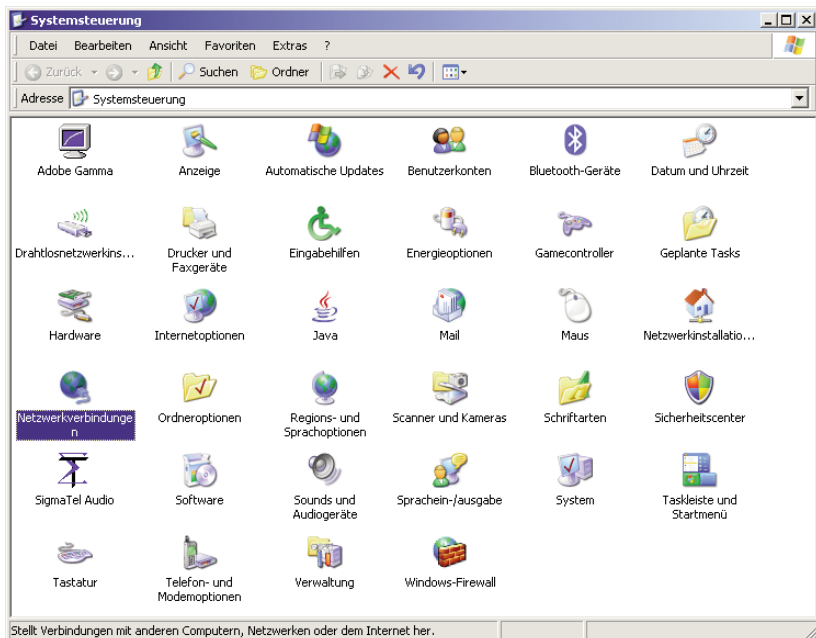 Systemsteuerung
Datei Bearbeiten Ansicht Favoriten Extras ?
Zurück Suchen Ordner
Adresse Systemsteuerung
Adobe Gamma Anzeige Automatische Updates Benutzerkonten Bluetooth-Geräte Datum und Uhrzeit
Drahtlosnetzwerkins... Drucker und Eingabehilfen Energieoptionen Gamecontroller Geplante Tasks
Faxgeräte
Hardware Internetoptionen Java Mail Maus Netzwerkinstallatio...
Netzwerkverbindunge Ordneroptionen Regions- und Scanner und Kameras Schriftarten Sicherheitscenter
n Sprachoptionen
SigmaTel Audio Software Sounds und Sprachein-/ausgabe System Taskleiste und
Audiogeräte Startmenü
Tastatur Telefon- und Verwaltung Windows-Firewall
Modemoptionen
Stellt Verbindungen mit anderen Computern, Netzwerken oder dem Internet her.